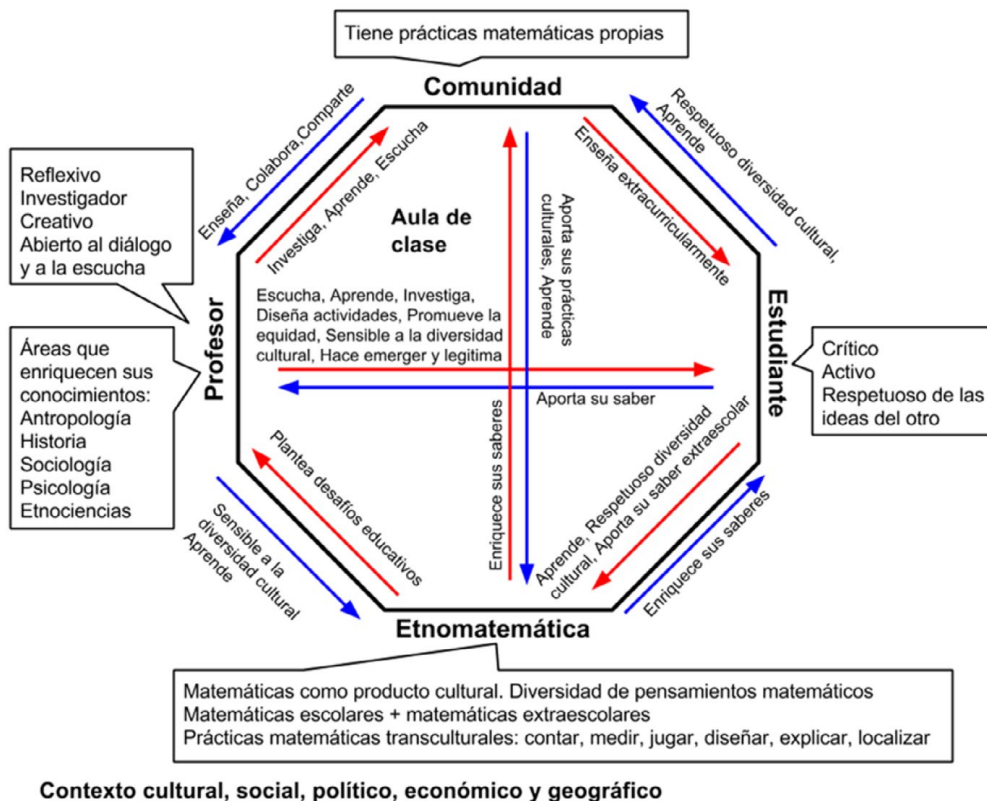 Tiene prácticas matemáticas propias
Comunidad
Enseña, Colabora,Comparte
Investiga, Aprende, Escucha
Respetuoso diversidad cultural,
Aprende
Enseña extracurricularmente
Reflexivo
Investigador
Creativo
Abierto al diálogo
y a la escucha
Aula de
clase
Aporta sus prácticas
culturales, Aprende
Profesor
Escucha, Aprende, Investiga,
Diseña actividades, Promueve la
equidad, Sensible a la diversidad
cultural, Hace emerger y legitima
Estudiante
Áreas que
enriquecen sus
conocimientos:
Antropología
Historia
Sociología
Psicología
Etnociencias
Crítico
Activo
Respetuoso de las
ideas del otro
Aporta su saber
Enriquece sus saberes
Plantea desafíos educativos
Sensible a la
diversidad cultural
Aprende
Aprende, Respetuoso diversidad
cultural, Aporta su saber extraescolar
Enriquece sus saberes
Etnomatemática
Matemáticas como producto cultural. Diversidad de pensamientos matemáticos
Matemáticas escolares + matemáticas extraescolares
Prácticas matemáticas transculturales: contar, medir, jugar, diseñar, explicar, localizar
Contexto cultural, social, político, económico y geográfico